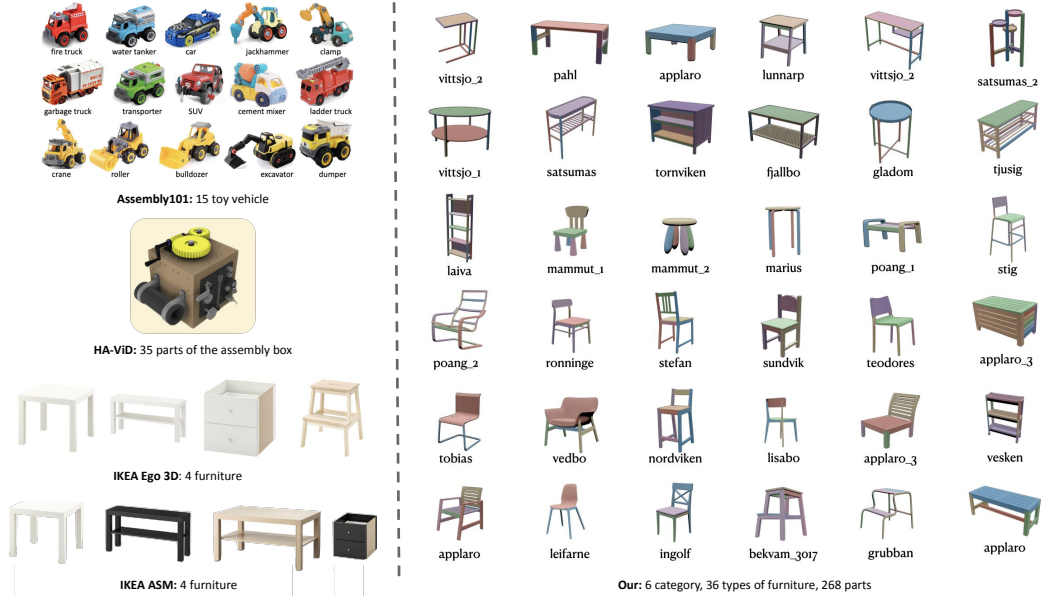 fire truck water tanker car jackhammer clamp
garbage truck transporter SUV cement mixer ladder truck
crane roller bulldozer excavator dumper
Assembly101: 15 toy vehicle
HA-ViD: 35 parts of the assembly box
IKEA Ego 3D: 4 furniture
IKEA ASM: 4 furniture
vittsjo_2 pahl applaro lunnarp vittsjo_2 satsumas_2
vittsjo_1 satsumas tornviken fjallbo gladom tjusig
laiva mammut_1 mammut_2 marius poang_1 stig
poang_2 ronninge stefan sundvik teodores applaro_3
tobias vedbo nordviken lisabo applaro_3 vesken
applaro leifarne ingolf bekvam_3017 grubban applaro
Our: 6 category, 36 types of furniture, 268 parts